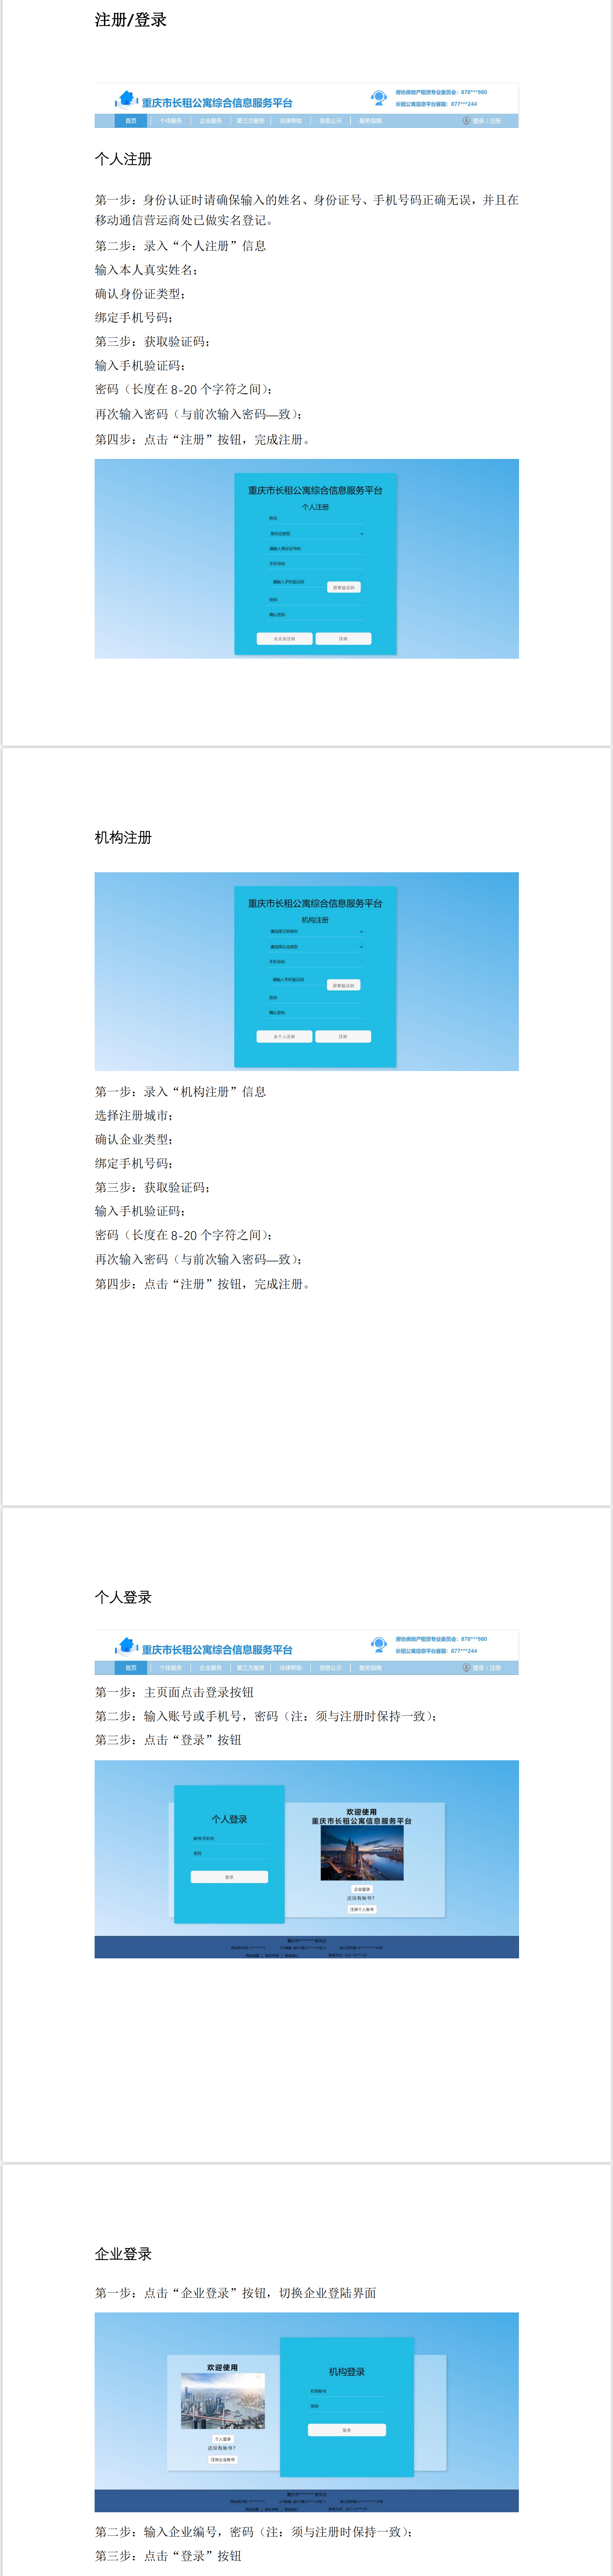 注册/登录
重庆市长租公寓综合信息服务平台
房协房地产租赁专业委员会：878***980
长租公寓信息平台客服：877***244
首页 个体服务 企业服务 第三方服务 法律帮助 信息公示 服务指南 登录 | 注册
个人注册
第一步：身份认证时请确保输入的姓名、身份证号、手机号码正确无误，并且在
移动通信营运商处已做实名登记。
第二步：录入“个人注册”信息
输入本人真实姓名；
确认身份证类型；
绑定手机号码；
第三步：获取验证码；
输入手机验证码；
密码（长度在 8-20 个字符之间）；
再次输入密码（与前次输入密码—致）；
第四步：点击“注册”按钮，完成注册。
重庆市长租公寓综合信息服务平台
个人注册
姓名
身份证类型
请输入身份证号码
手机号码
请输入手机验证码
获取验证码
密码
确认密码
去企业注册 注册
机构注册
重庆市长租公寓综合信息服务平台
机构注册
请选择注册城市
请选择企业类型
手机号码
请输入手机验证码
获取验证码
密码
确认密码
去个人注册 注册
第一步：录入“机构注册”信息
选择注册城市；
确认企业类型；
绑定手机号码；
第三步：获取验证码；
输入手机验证码；
密码（长度在 8-20 个字符之间）；
再次输入密码（与前次输入密码—致）；
第四步：点击“注册”按钮，完成注册。
个人登录
重庆市长租公寓综合信息服务平台
房协房地产租赁专业委员会：878***980
长租公寓信息平台客服：877***244
首页 个体服务 企业服务 第三方服务 法律帮助 信息公示 服务指南 登录 | 注册
第一步：主页面点击登录按钮
第二步：输入账号或手机号，密码（注：须与注册时保持一致）；
第三步：点击“登录”按钮
个人登录
账号/手机号
密码
登录
欢迎使用
重庆市长租公寓信息服务平台
企业登录
还没有账号?
注册个人账号
企业登录
第一步：点击“企业登录”按钮，切换企业登陆界面
欢迎使用
个人登录
还没有账号?
注册企业账号
机构登录
机构账号
密码
登录
第二步：输入企业编号，密码（注：须与注册时保持一致）；
第三步：点击“登录”按钮